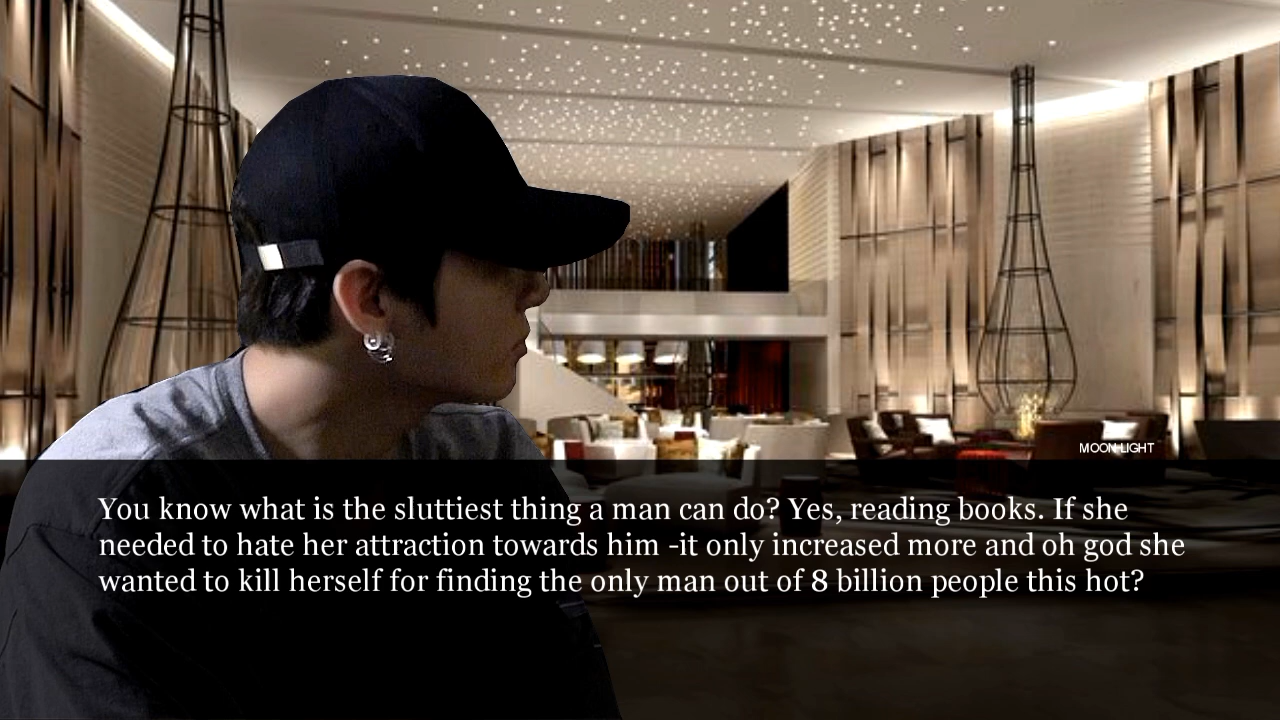 MOON LIGHT
You know what is the sluttiest thing a man can do? Yes, reading books. If she
needed to hate her attraction towards him -it only increased more and oh god she
wanted to kill herself for finding the only man out of 8 billion people this hot?